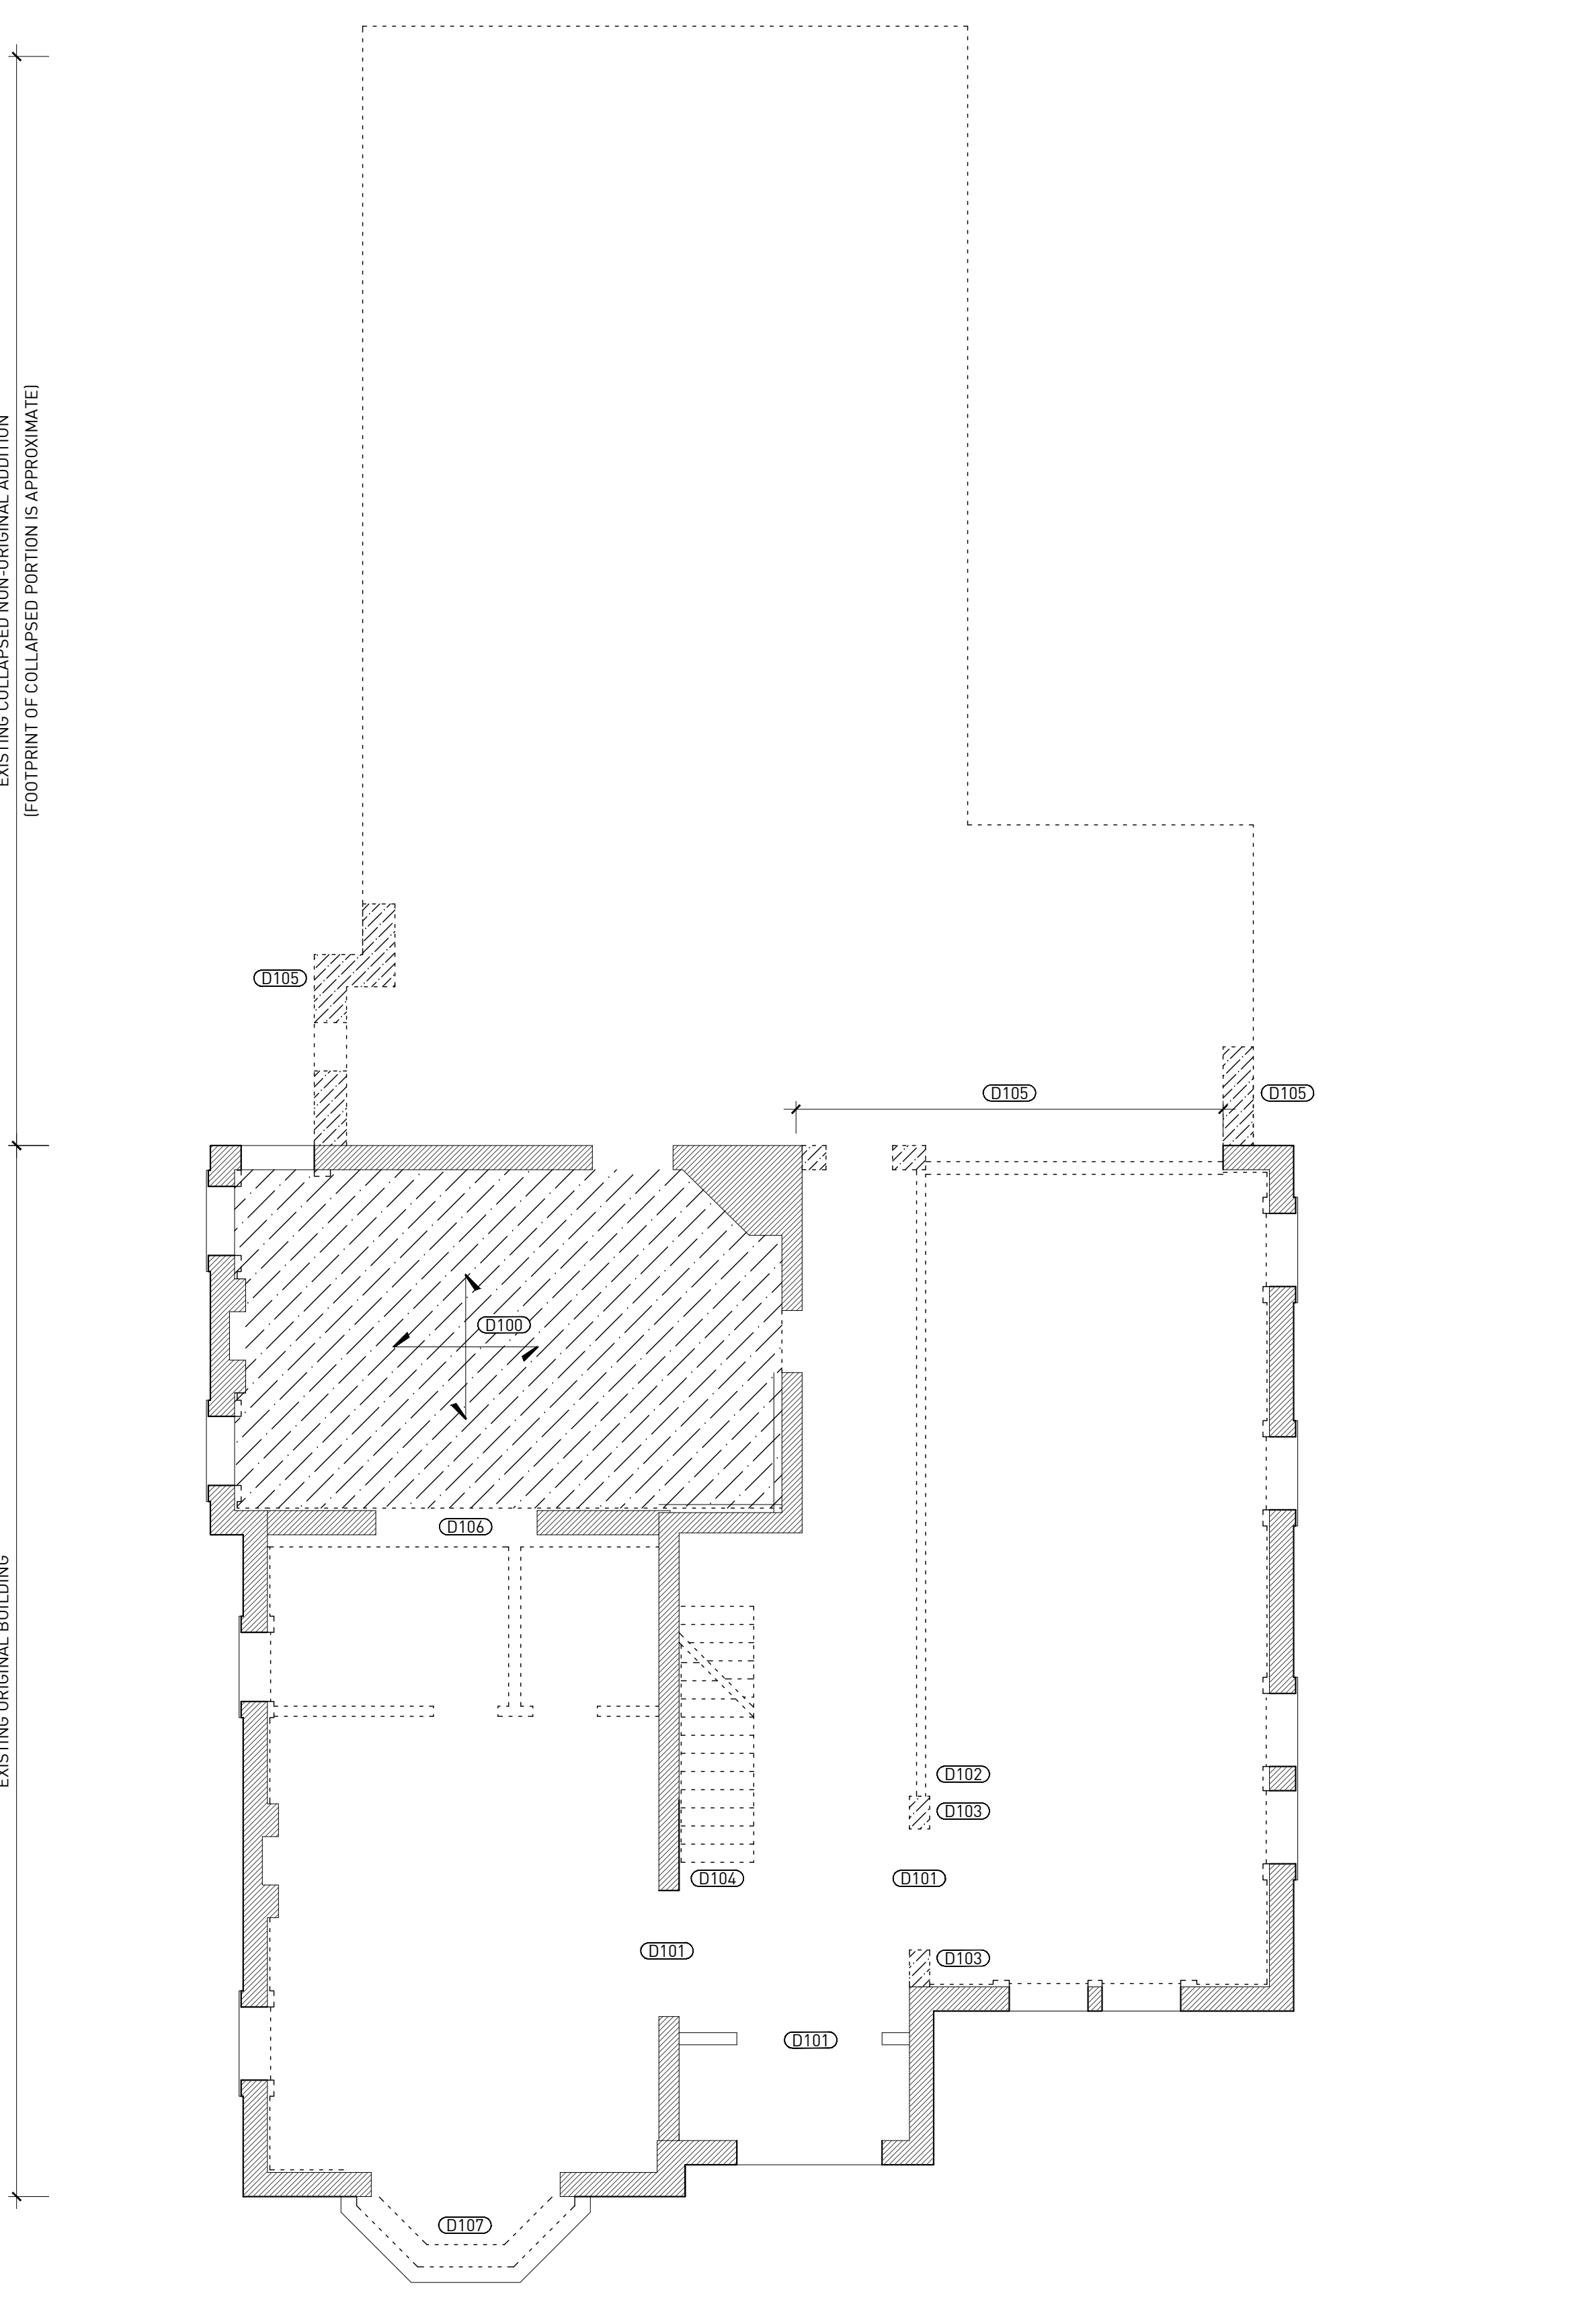 EXISTING COLLAPSED NON-ORIGINAL ADDITION
(FOOTPRINT OF COLLAPSED PORTION IS APPROXIMATE)
D105
D105
D105
D100
D106
D102
D103
D104
D101
D101
D103
D101
EXISTING ORIGINAL BUILDING
D107